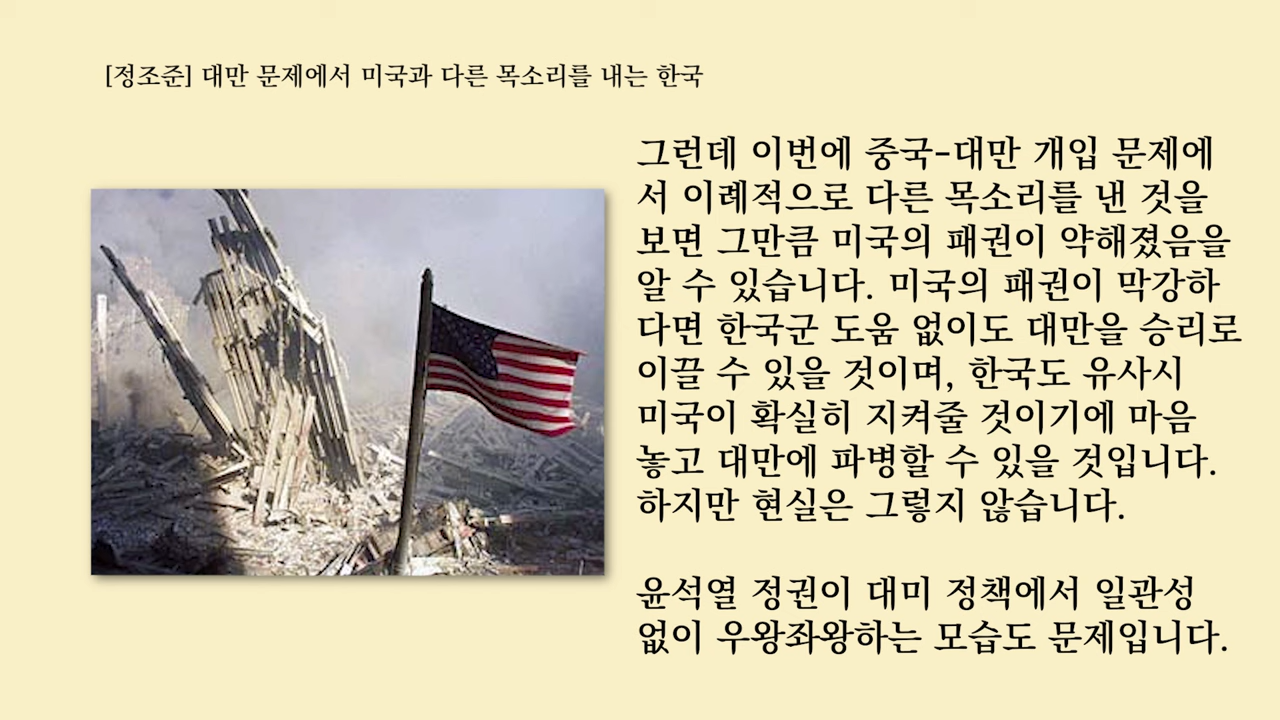 [정조준] 대만 문제에서 미국과 다른 목소리를 내는 한국
그런데 이번에 중국-대만 개입 문제에
서 이례적으로 다른 목소리를 낸 것을
보면 그만큼 미국의 패권이 약해졌음을
알 수 있습니다. 미국의 패권이 막강하
다면 한국군 도움 없이도 대만을 승리로
이끌 수 있을 것이며, 한국도 유사시
미국이 확실히 지켜줄 것이기에 마음
놓고 대만에 파병할 수 있을 것입니다.
하지만 현실은 그렇지 않습니다.
윤석열 정권이 대미 정책에서 일관성
없이 우왕좌왕하는 모습도 문제입니다.